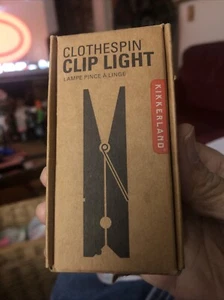 CLOTHESPIN
CLIP LIGHT
LAMPE PINCE À LINGE
KIKKERLAND